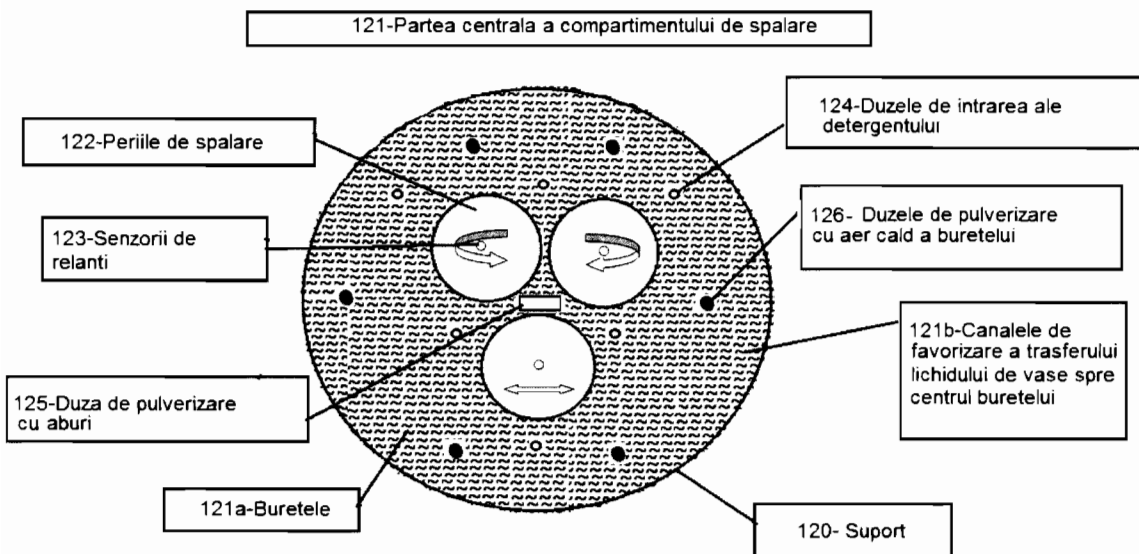 121-Partea centrala a compartimentului de spalare
122-Periile de spalare
124-Duzele de intrarea ale
detergentului
123-Senzorii de
relanti
126- Duzele de pulverizare
cu aer cald a buretelui
121b-Canalele de
favorizare a trasferului
lichidului de vase spre
centrul buretelui
125-Duza de pulverizare
cu aburi
121a-Buretele
120- Suport